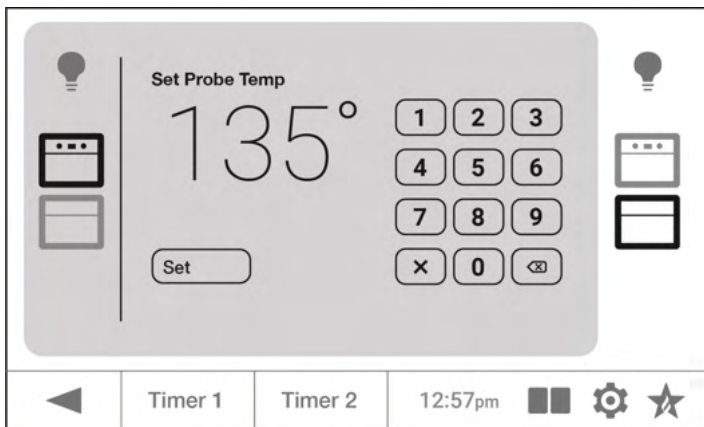 Set Probe Temp
135°
1 2 3
4 5 6
7 8 9
× 0
Set
Timer 1
Timer 2
12:57pm